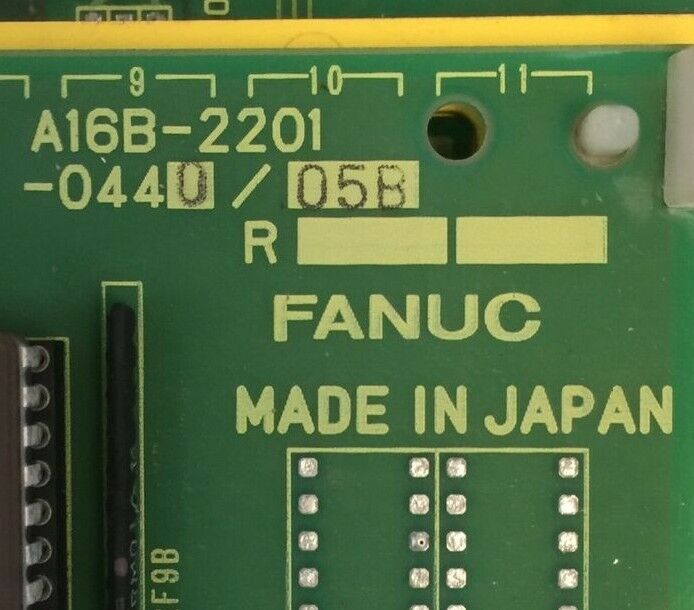 9 10 11
A16B-2201
-0440 / 05B
R
FANUC
MADE IN JAPAN
F9B